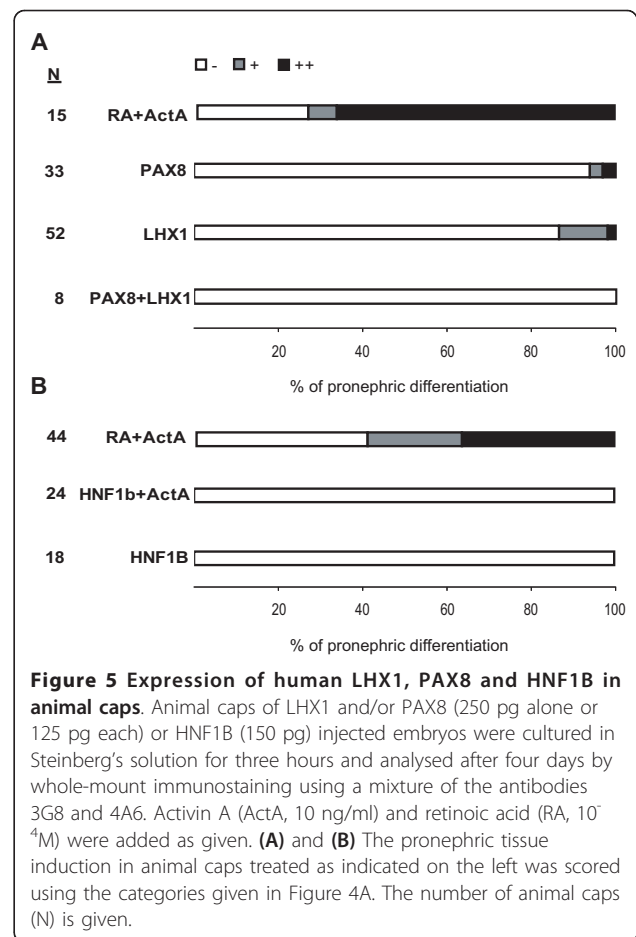 A
N
- + ++
15 RA+ActA
33 PAX8
52 LHX1
8 PAX8+LHX1
20 40 60 80 100
% of pronephric differentiation
B
44 RA+ActA
24 HNF1b+ActA
18 HNF1B
20 40 60 80 100
% of pronephric differentiation
Figure 5 Expression of human LHX1, PAX8 and HNF1B in
animal caps. Animal caps of LHX1 and/or PAX8 (250 pg alone or
125 pg each) or HNF1B (150 pg) injected embryos were cultured in
Steinberg's solution for three hours and analysed after four days by
whole-mount immunostaining using a mixture of the antibodies
3G8 and 4A6. Activin A (ActA, 10 ng/ml) and retinoic acid (RA, 10-
4M) were added as given. (A) and (B) The pronephric tissue
induction in animal caps treated as indicated on the left was scored
using the categories given in Figure 4A. The number of animal caps
(N) is given.